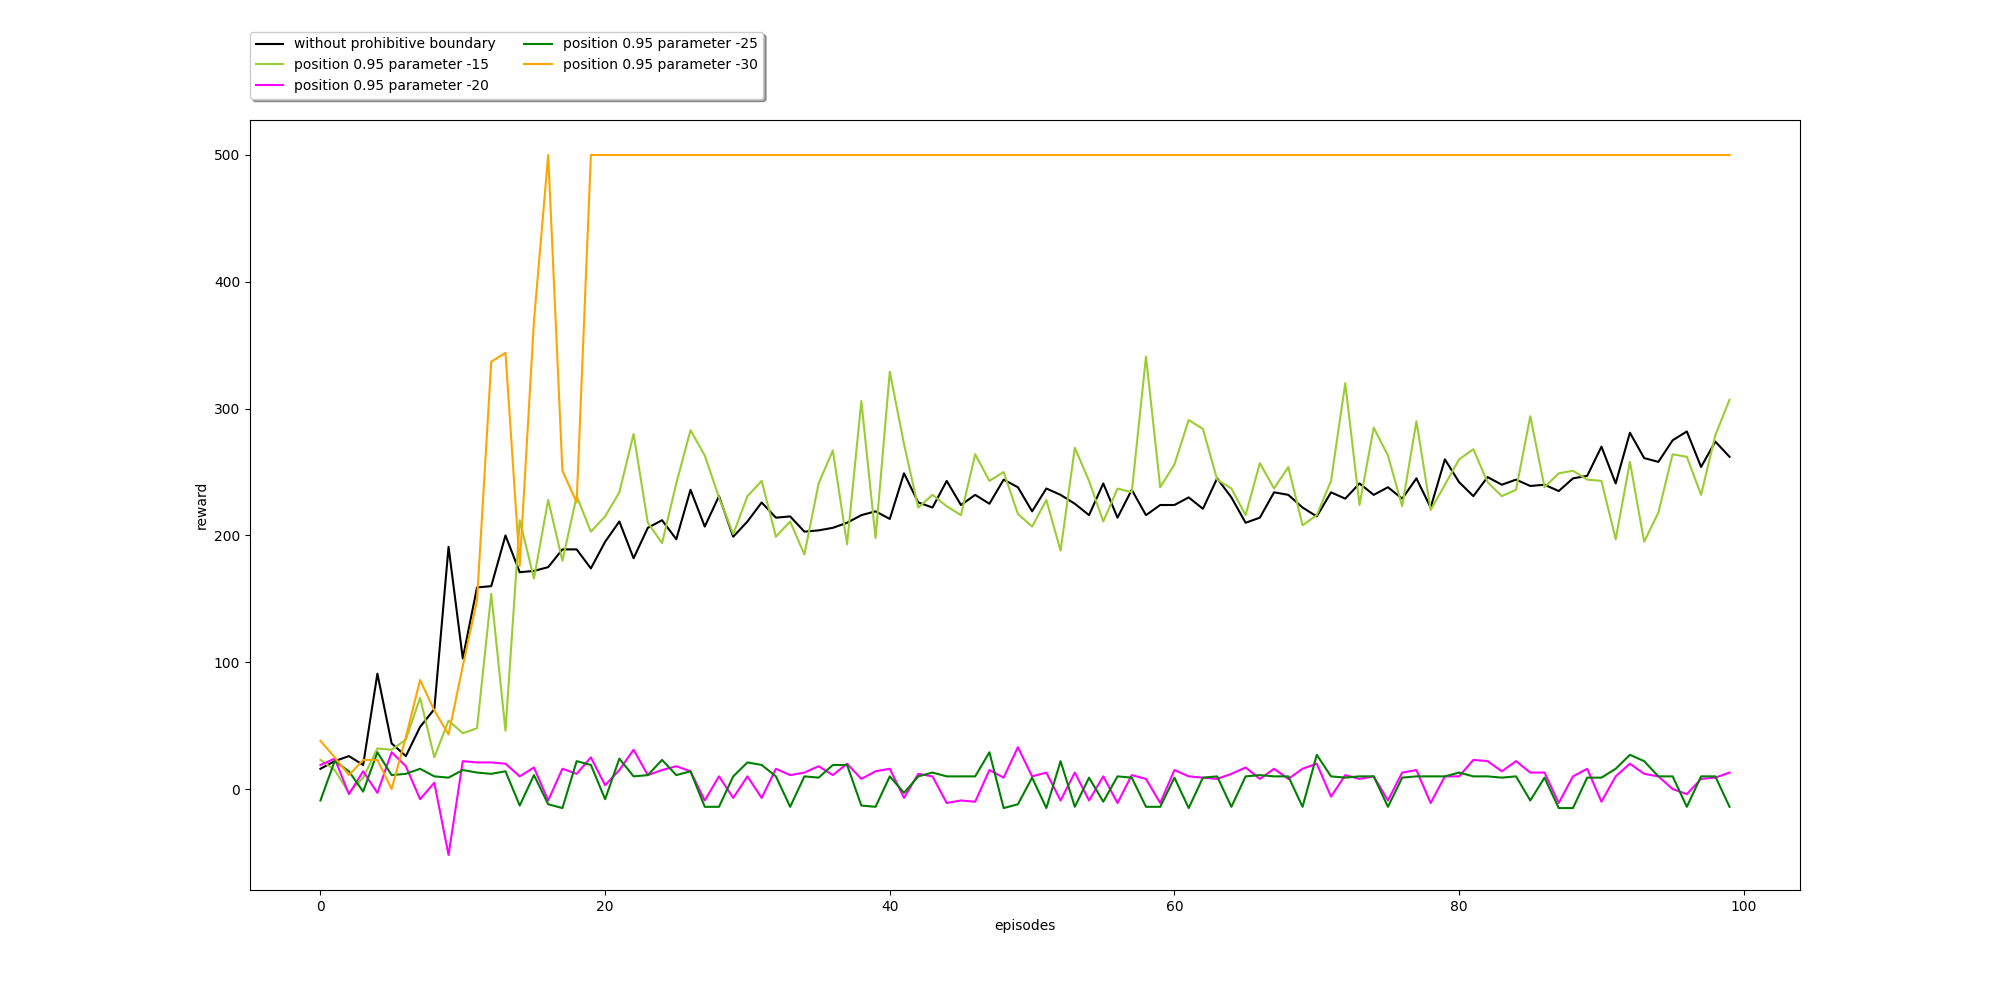 without prohibitive boundary
position 0.95 parameter -15
position 0.95 parameter -20
position 0.95 parameter -25
position 0.95 parameter -30
500
400
300
200
100
0
reward
0 20 40 60 80 100
episodes